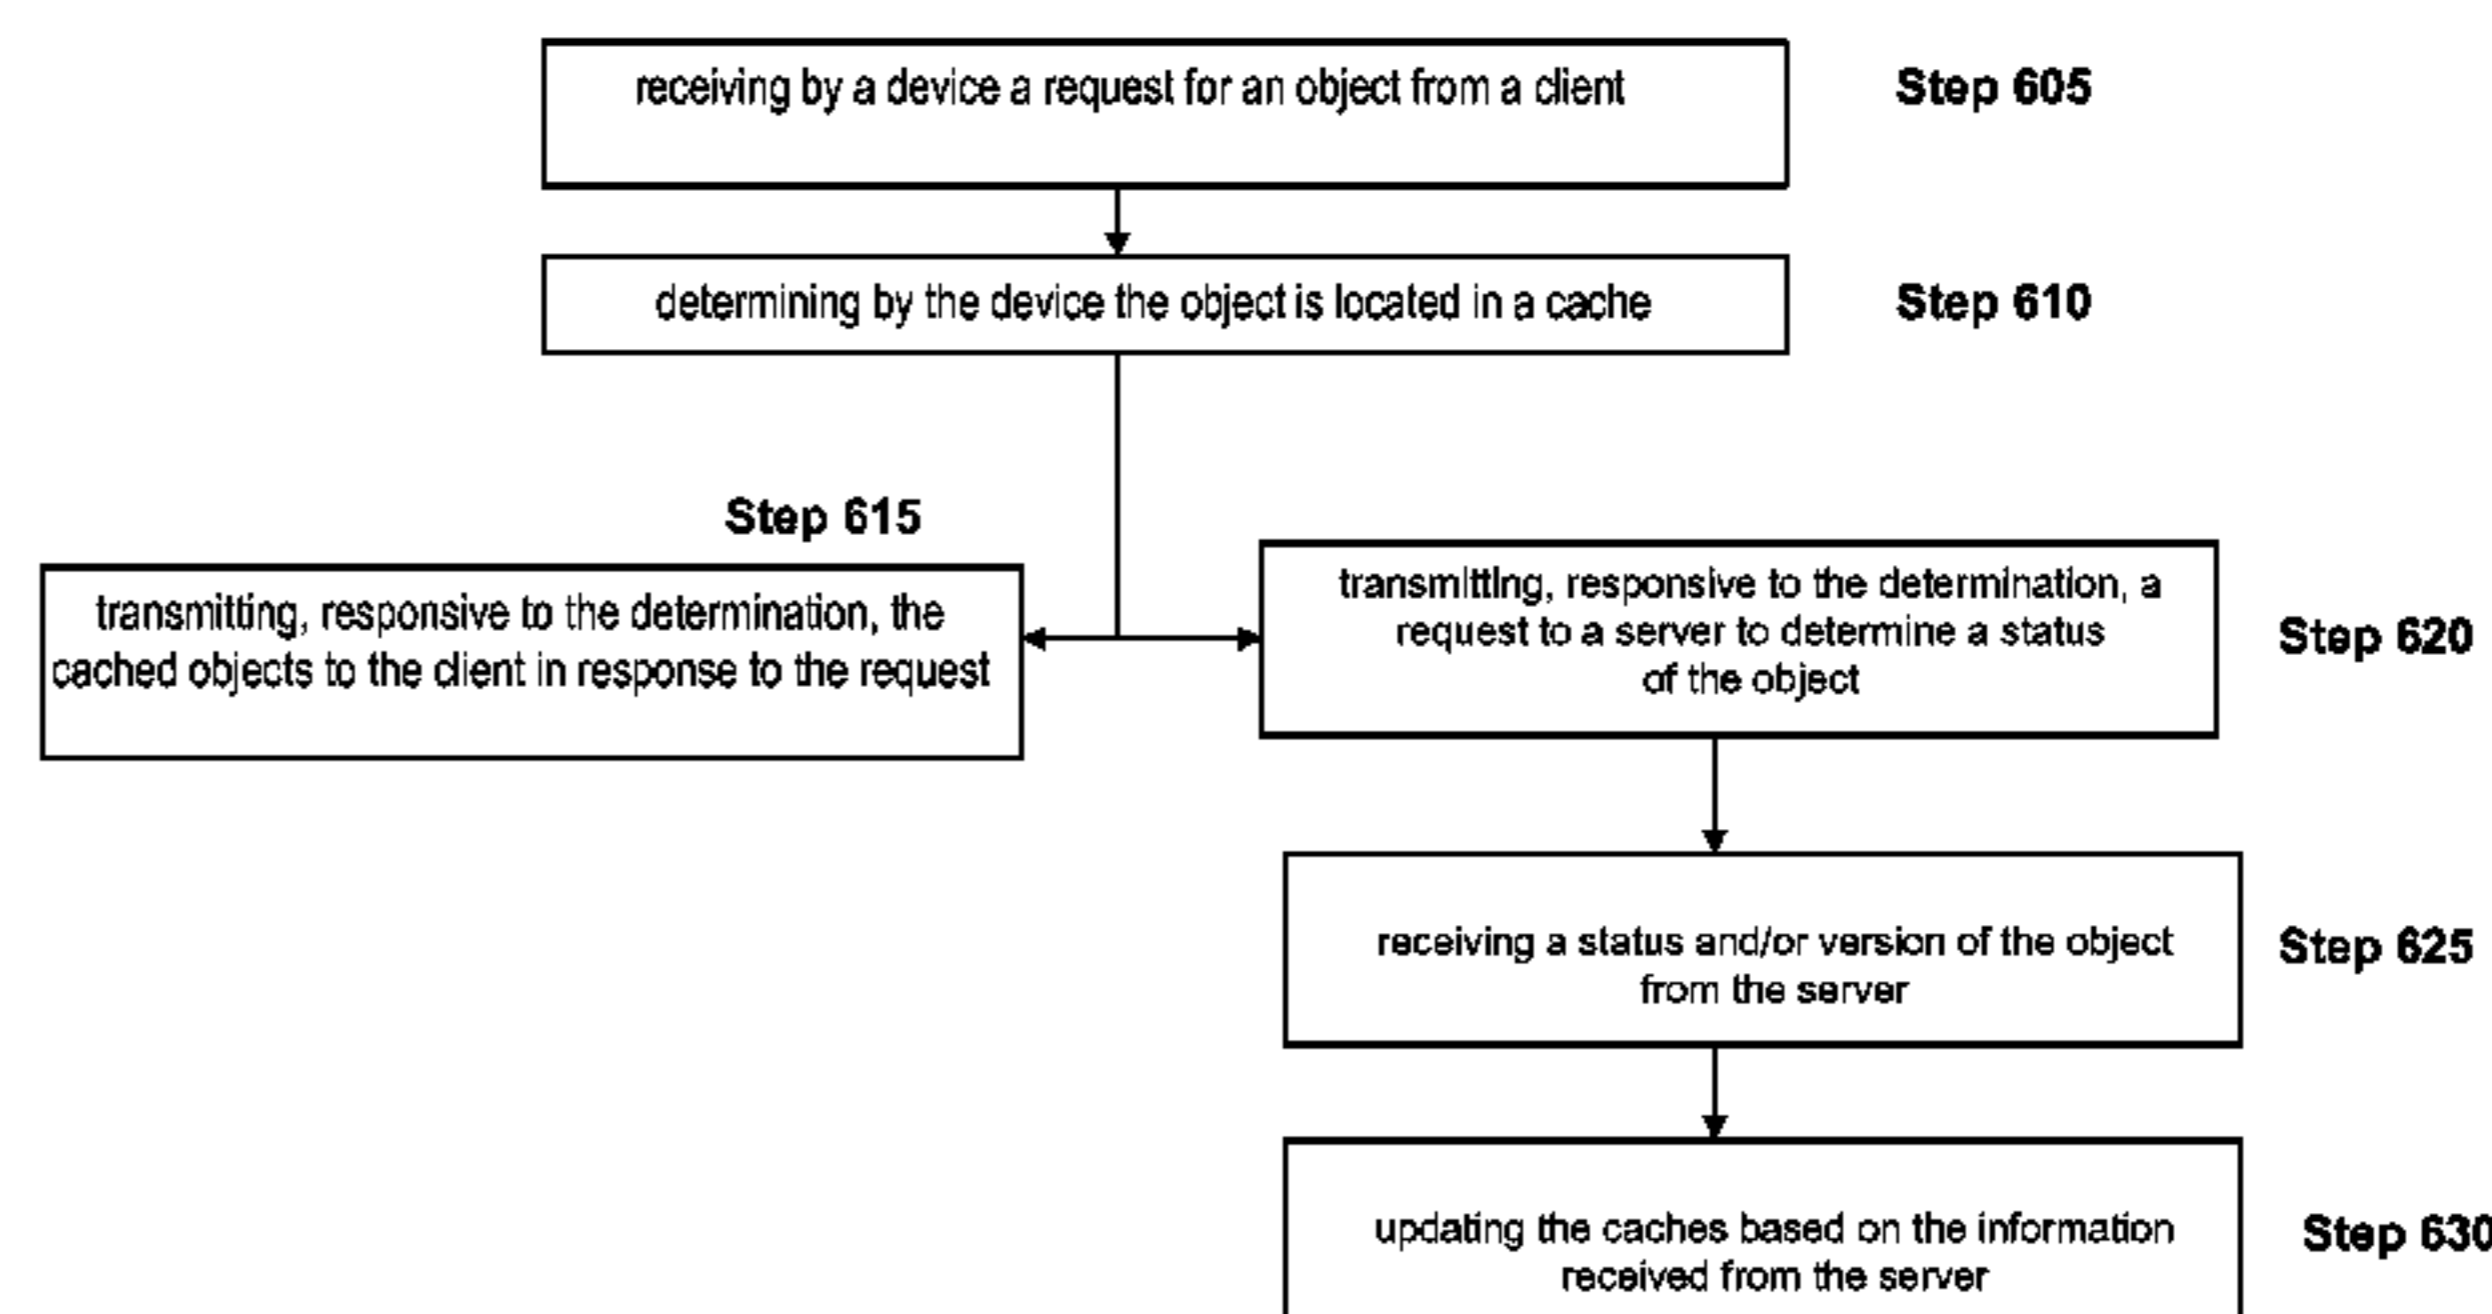 receiving by a device a request for an object from a client
Step 605
determining by the device the object is located in a cache
Step 610
Step 615
transmitting, responsive to the determination, the
cached objects to the client in response to the request
transmitting, responsive to the determination, a
request to a server to determine a status
of the object
Step 620
receiving a status and/or version of the object
from the server
Step 625
updating the caches based on the information
received from the server
Step 630